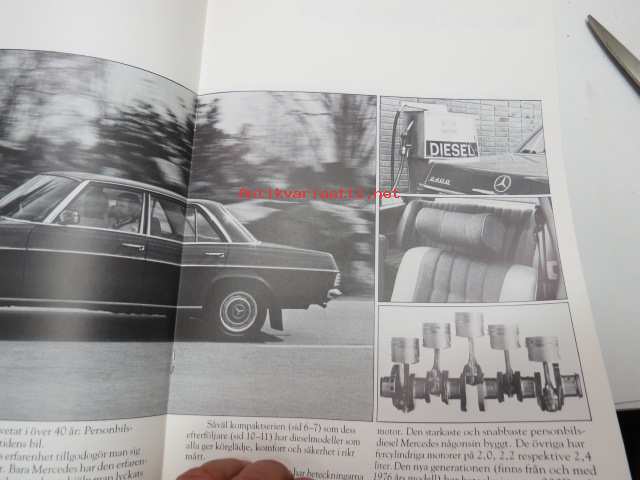 DIESEL
Antikvariaatti.net
verat i över 40 år: Personbils-
tidens bil.
erfarenhet tillgodogör man sig
Bara Mercedes har den erfaren-
man lyckats
Såväl kompaktserien (sid 6–7) som dess
efterföljare (sid 10–11) har dieselmodeller som
alla ger körglädje, komfort och säkerhet i rikt
mått.
har beteckningarna
motor. Den starkaste och snabbaste personbils-
diesel Mercedes någonsin byggt. De övriga har
fyrcylindriga motorer på 2,0, 2,2 respektive 2,4
liter. Den nya generationen (finns från och med
1976 års modell) har beteckningarna